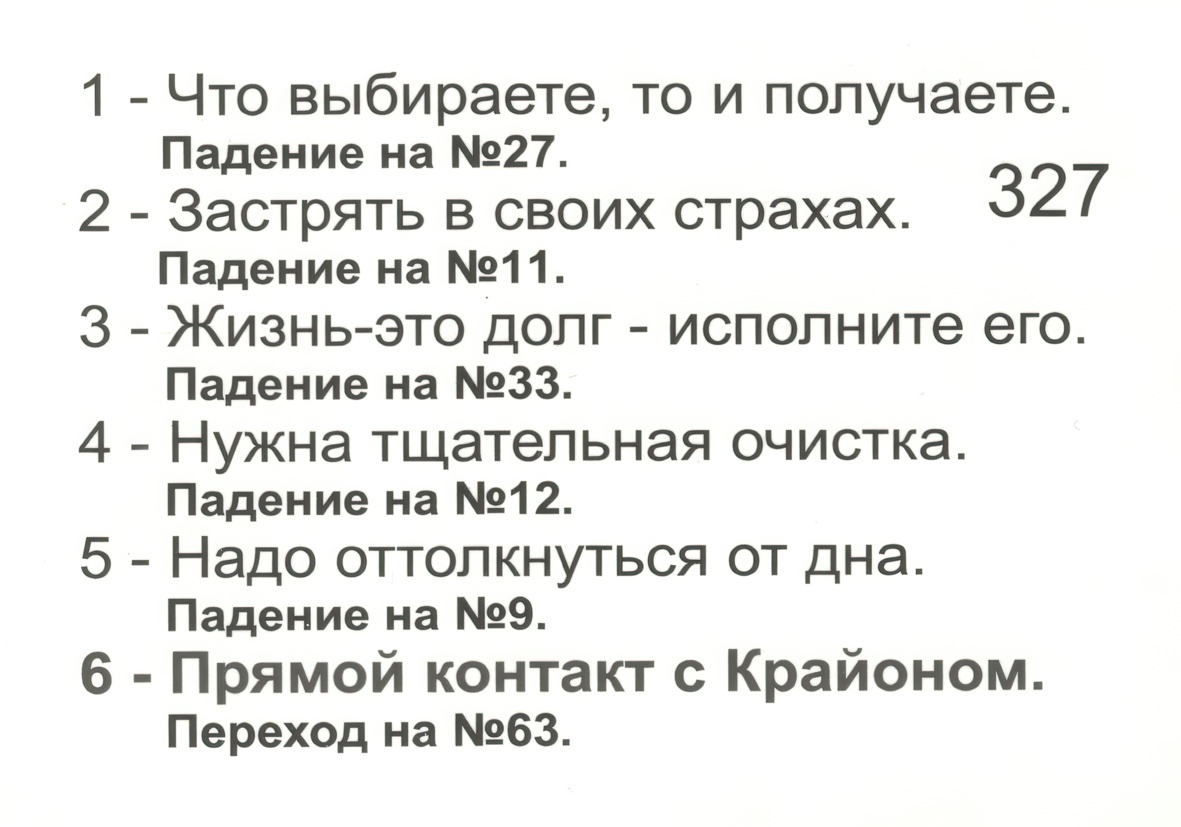 1 - Что выбираете, то и получаете.
Падение на №27.
327
2 - Застрять в своих страхах.
Падение на №11.
3 - Жизнь-это долг - исполните его.
Падение на №33.
4 - Нужна тщательная очистка.
Падение на №12.
5 - Надо оттолкнуться от дна.
Падение на №9.
6 - Прямой контакт с Крайоном.
Переход на №63.